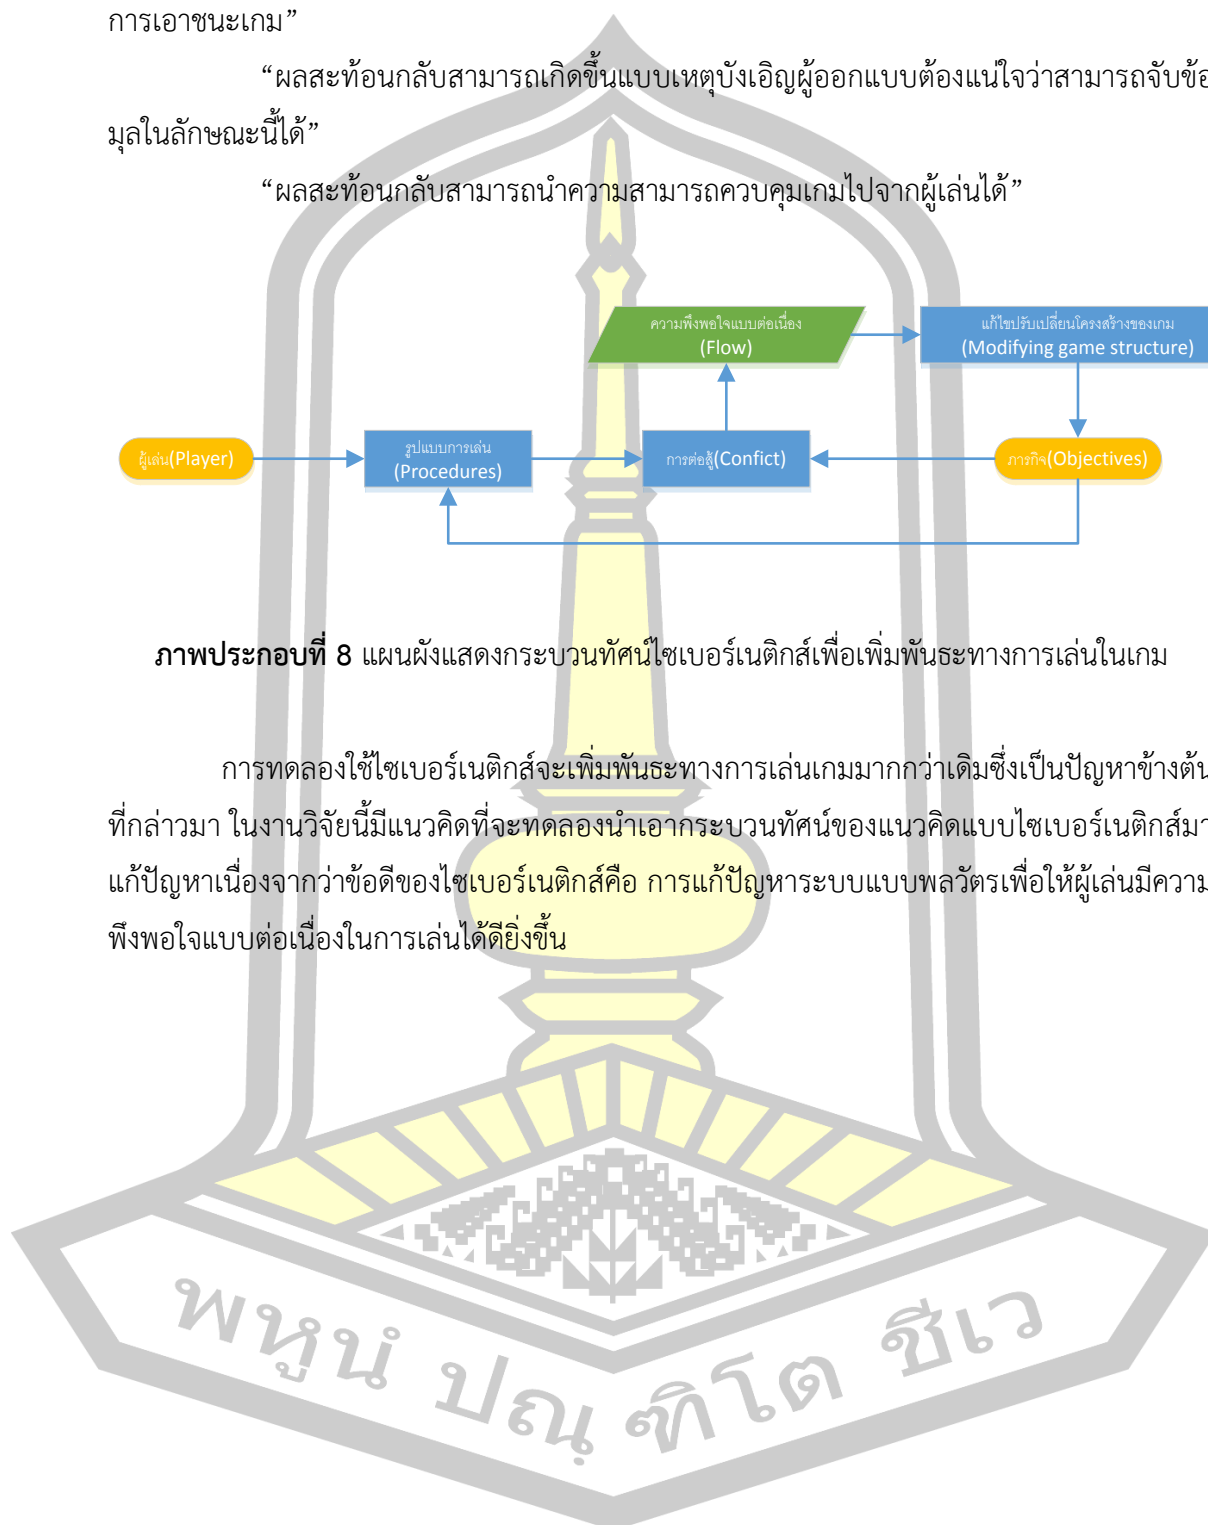 การเอาชนะเกม”
“ผลสะท้อนกลับสามารถเกิดขึ้นแบบเหตุบังเอิญผู้ออกแบบต้องแน่ใจว่าสามารถจับข้อ
มุลในลักษณะนี้ได้”
“ผลสะท้อนกลับสามารถนำความสามารถควบคุมเกมไปจากผู้เล่นได้”
ความพึงพอใจแบบต่อเนื่อง
(Flow)
แก้ไขปรับเปลี่ยนโครงสร้างของเกม
(Modifying game structure)
ผู้เล่น(Player)
รูปแบบการเล่น
(Procedures)
การต่อสู้(Confict)
ภารกิจ(Objectives)
ภาพประกอบที่ 8 แผนผังแสดงกระบวนทัศน์ไซเบอร์เนติกส์เพื่อเพิ่มพันธะทางการเล่นในเกม
การทดลองใช้ไซเบอร์เนติกส์จะเพิ่มพันธะทางการเล่นเกมมากกว่าเดิมซึ่งเป็นปัญหาข้างต้น
ที่กล่าวมา ในงานวิจัยนี้มีแนวคิดที่จะทดลองนำเอากระบวนทัศน์ของแนวคิดแบบไซเบอร์เนติกส์มา
แก้ปัญหาเนื่องจากว่าข้อดีของไซเบอร์เนติกส์คือ การแก้ปัญหาระบบแบบพลวัตรเพื่อให้ผู้เล่นมีความ
พึงพอใจแบบต่อเนื่องในการเล่นได้ดียิ่งขึ้น
พหูนํ ปณฺฑิโต ชีเว